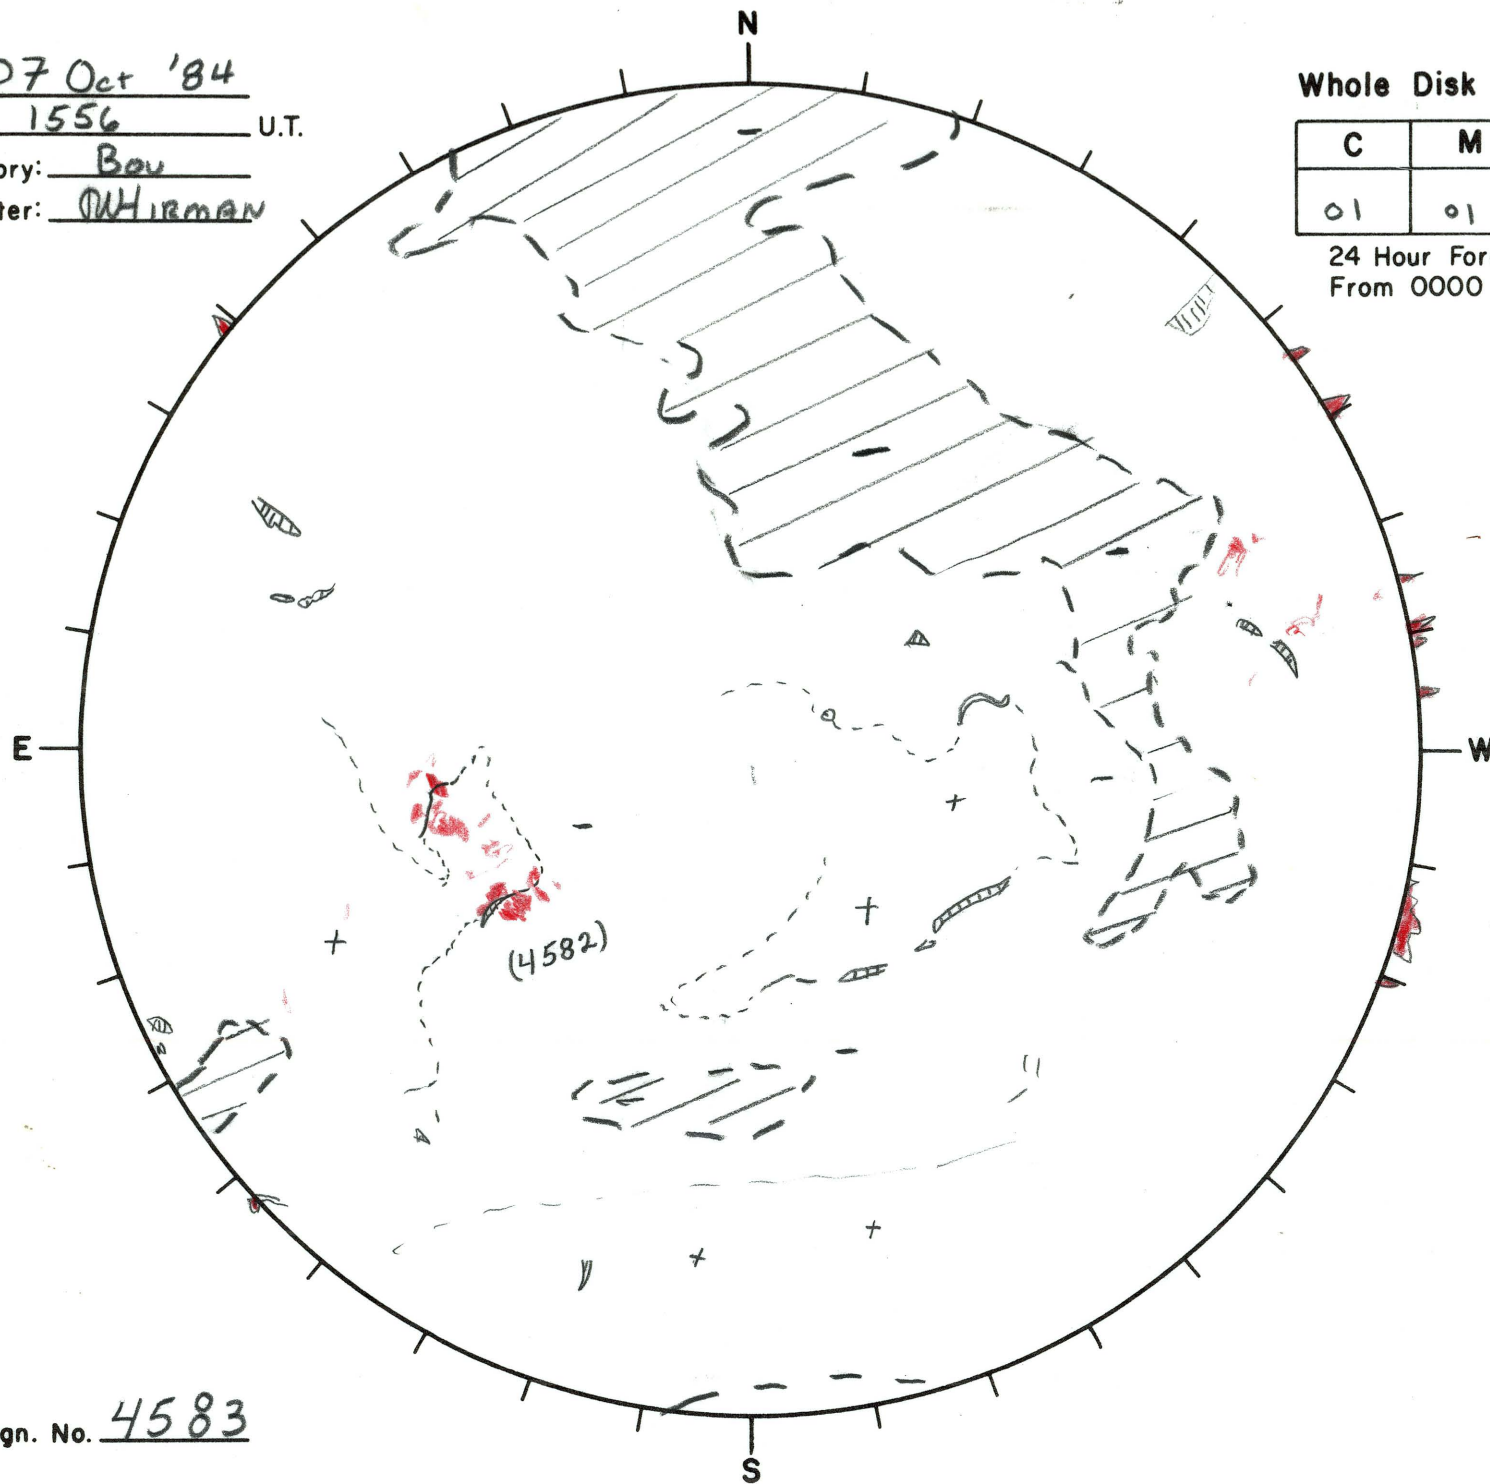 N
07 Oct '84
1556 U.T.
ory: Bou
ter: RWHIRMAN
Whole Disk
C M
01 01
24 Hour For
From 0000
E
W
(4582)
gn. No. 4583
S